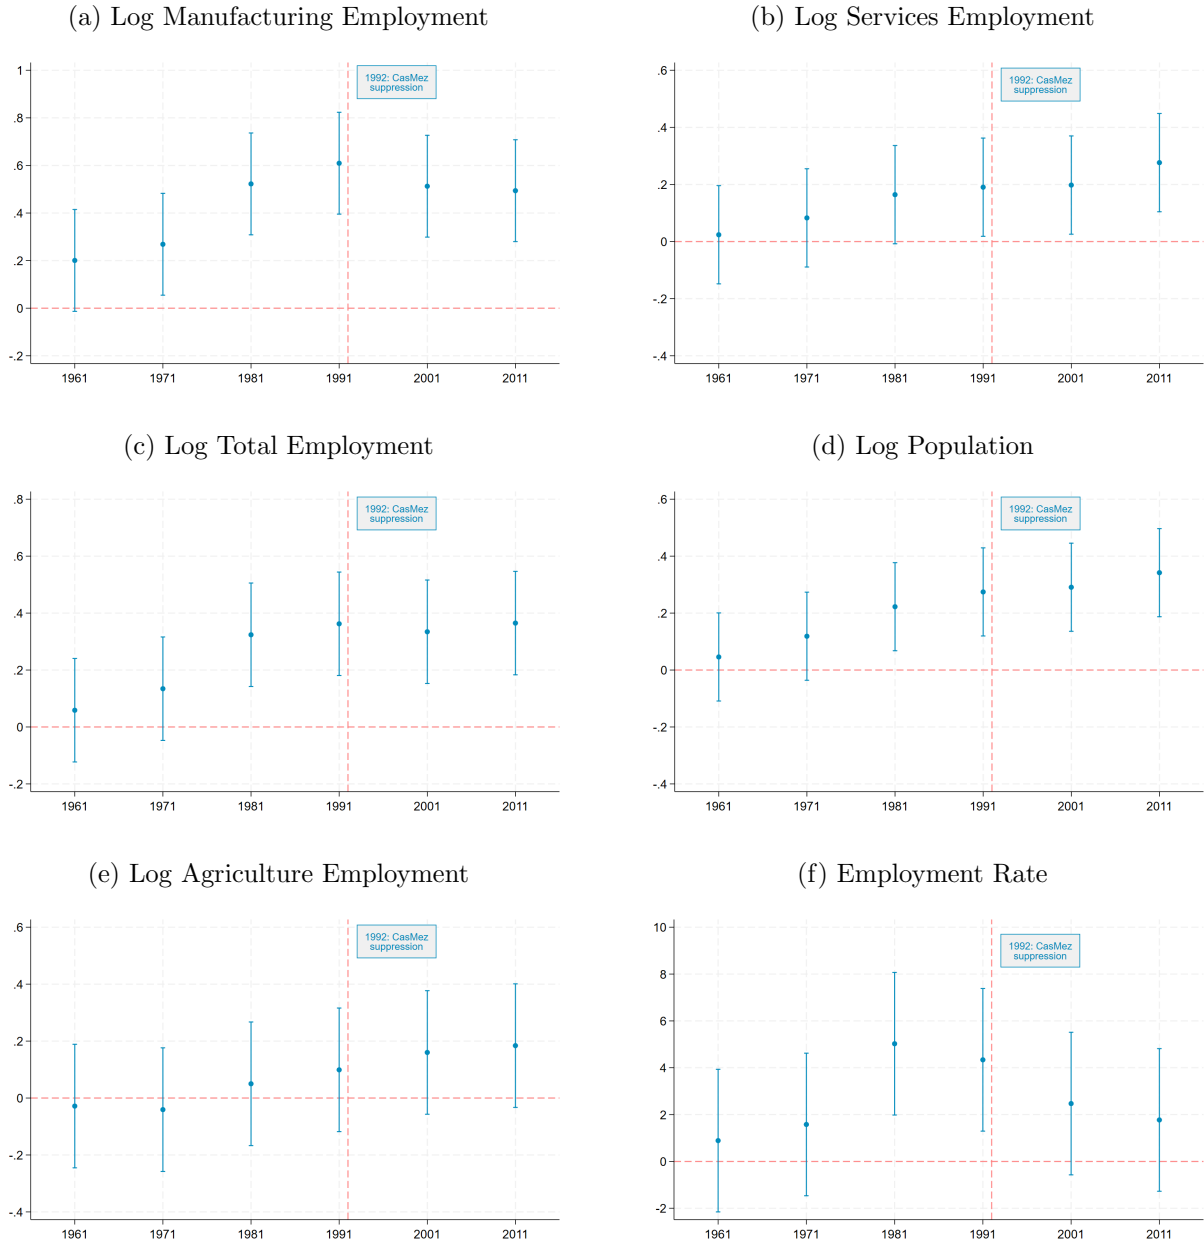 (a) Log Manufacturing Employment
1
.8
.6
.4
.2
0
-.2
1992: CasMez
suppression
1961 1971 1981 1991 2001 2011
(b) Log Services Employment
.6
.4
.2
0
-.2
-.4
1992: CasMez
suppression
1961 1971 1981 1991 2001 2011
(c) Log Total Employment
.8
.6
.4
.2
0
-.2
1992: CasMez
suppression
1961 1971 1981 1991 2001 2011
(d) Log Population
.6
.4
.2
0
-.2
-.4
1992: CasMez
suppression
1961 1971 1981 1991 2001 2011
(e) Log Agriculture Employment
.6
.4
.2
0
-.2
-.4
1992: CasMez
suppression
1961 1971 1981 1991 2001 2011
(f) Employment Rate
10
8
6
4
2
0
-2
1992: CasMez
suppression
1961 1971 1981 1991 2001 2011